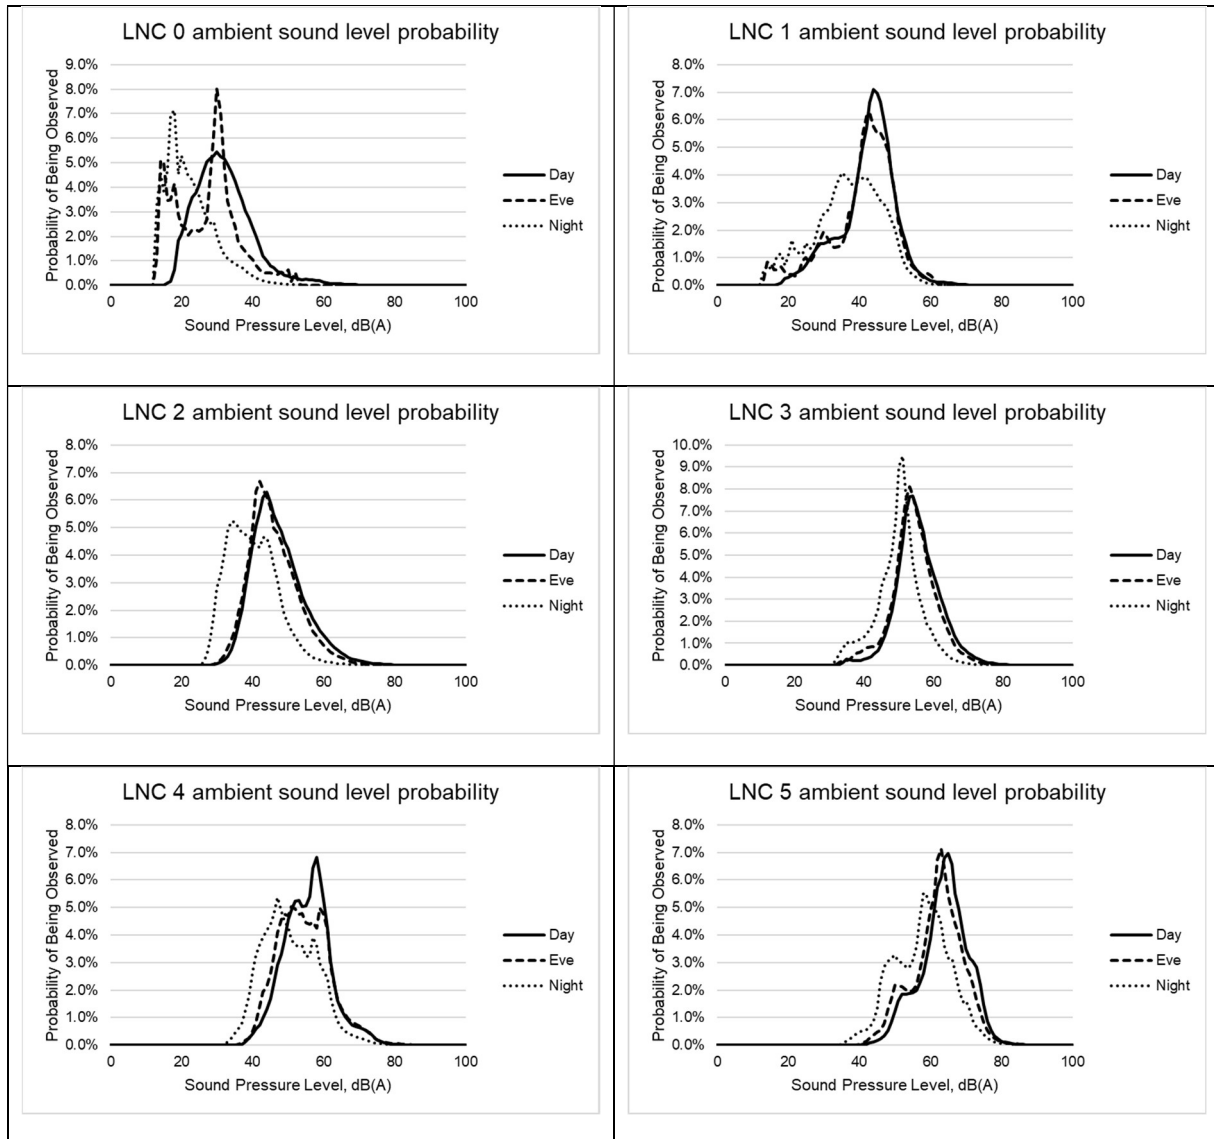 LNC 0 ambient sound level probability
Probability of Being Observed
9.0%
8.0%
7.0%
6.0%
5.0%
4.0%
3.0%
2.0%
1.0%
0.0%
0 20 40 60 80 100
Sound Pressure Level, dB(A)
Day
Eve
Night
LNC 1 ambient sound level probability
Probability of Being Observed
8.0%
7.0%
6.0%
5.0%
4.0%
3.0%
2.0%
1.0%
0.0%
0 20 40 60 80 100
Sound Pressure Level, dB(A)
Day
Eve
Night
LNC 2 ambient sound level probability
Probability of Being Observed
8.0%
7.0%
6.0%
5.0%
4.0%
3.0%
2.0%
1.0%
0.0%
0 20 40 60 80 100
Sound Pressure Level, dB(A)
Day
Eve
Night
LNC 3 ambient sound level probability
Probability of Being Observed
10.0%
9.0%
8.0%
7.0%
6.0%
5.0%
4.0%
3.0%
2.0%
1.0%
0.0%
0 20 40 60 80 100
Sound Pressure Level, dB(A)
Day
Eve
Night
LNC 4 ambient sound level probability
Probability of Being Observed
8.0%
7.0%
6.0%
5.0%
4.0%
3.0%
2.0%
1.0%
0.0%
0 20 40 60 80 100
Sound Pressure Level, dB(A)
Day
Eve
Night
LNC 5 ambient sound level probability
Probability of Being Observed
8.0%
7.0%
6.0%
5.0%
4.0%
3.0%
2.0%
1.0%
0.0%
0 20 40 60 80 100
Sound Pressure Level, dB(A)
Day
Eve
Night